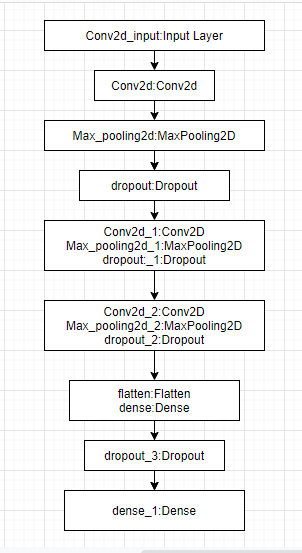 Conv2d_input:Input Layer
Conv2d:Conv2d
Max_pooling2d:MaxPooling2D
dropout:Dropout
Conv2d_1:Conv2D
Max_pooling2d_1:MaxPooling2D
dropout:_1:Dropout
Conv2d_2:Conv2D
Max_pooling2d_2:MaxPooling2D
dropout_2:Dropout
flatten:Flatten
dense:Dense
dropout_3:Dropout
dense_1:Dense